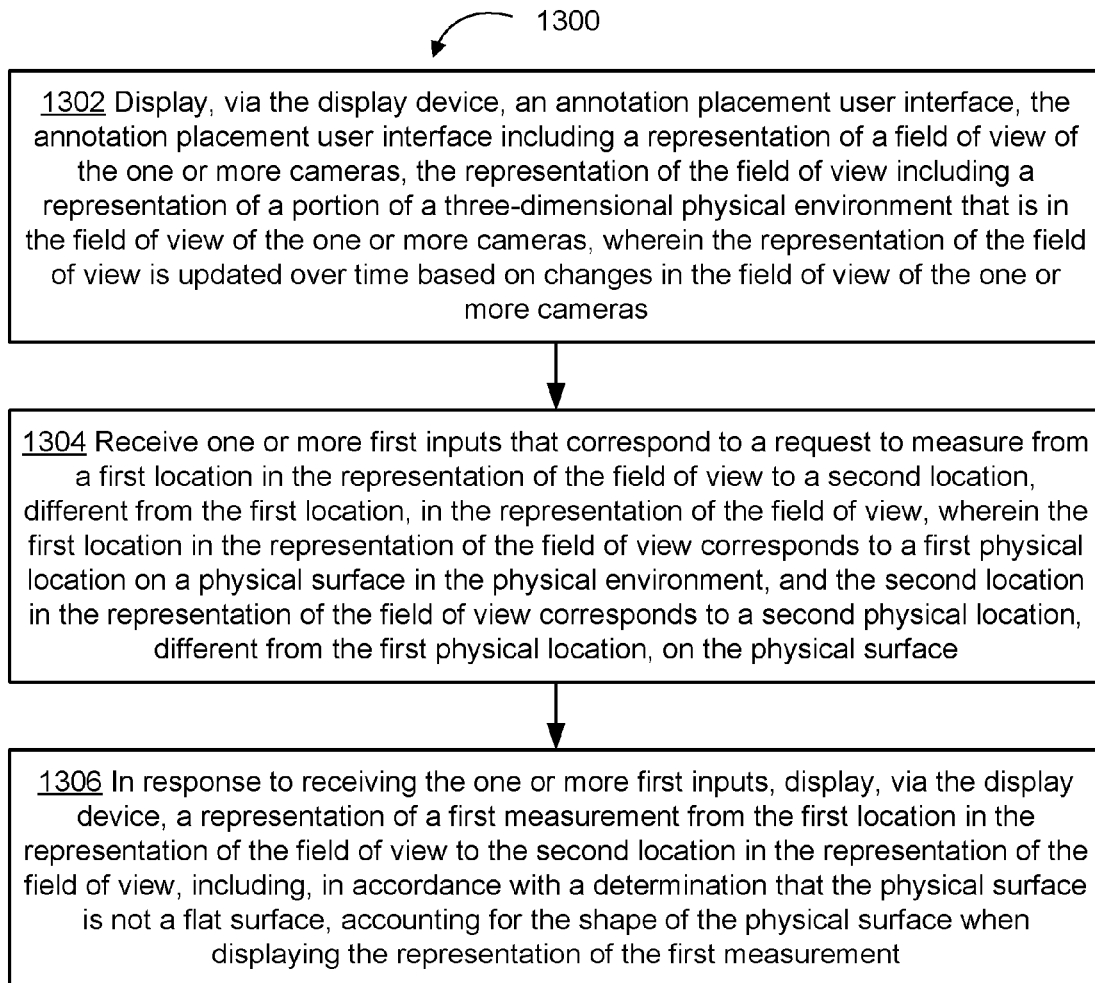 1300
1302 Display, via the display device, an annotation placement user interface, the
annotation placement user interface including a representation of a field of view of
the one or more cameras, the representation of the field of view including a
representation of a portion of a three-dimensional physical environment that is in
the field of view of the one or more cameras, wherein the representation of the field
of view is updated over time based on changes in the field of view of the one or
more cameras
1304 Receive one or more first inputs that correspond to a request to measure from
a first location in the representation of the field of view to a second location,
different from the first location, in the representation of the field of view, wherein the
first location in the representation of the field of view corresponds to a first physical
location on a physical surface in the physical environment, and the second location
in the representation of the field of view corresponds to a second physical location,
different from the first physical location, on the physical surface
1306 In response to receiving the one or more first inputs, display, via the display
device, a representation of a first measurement from the first location in the
representation of the field of view to the second location in the representation of the
field of view, including, in accordance with a determination that the physical surface
is not a flat surface, accounting for the shape of the physical surface when
displaying the representation of the first measurement